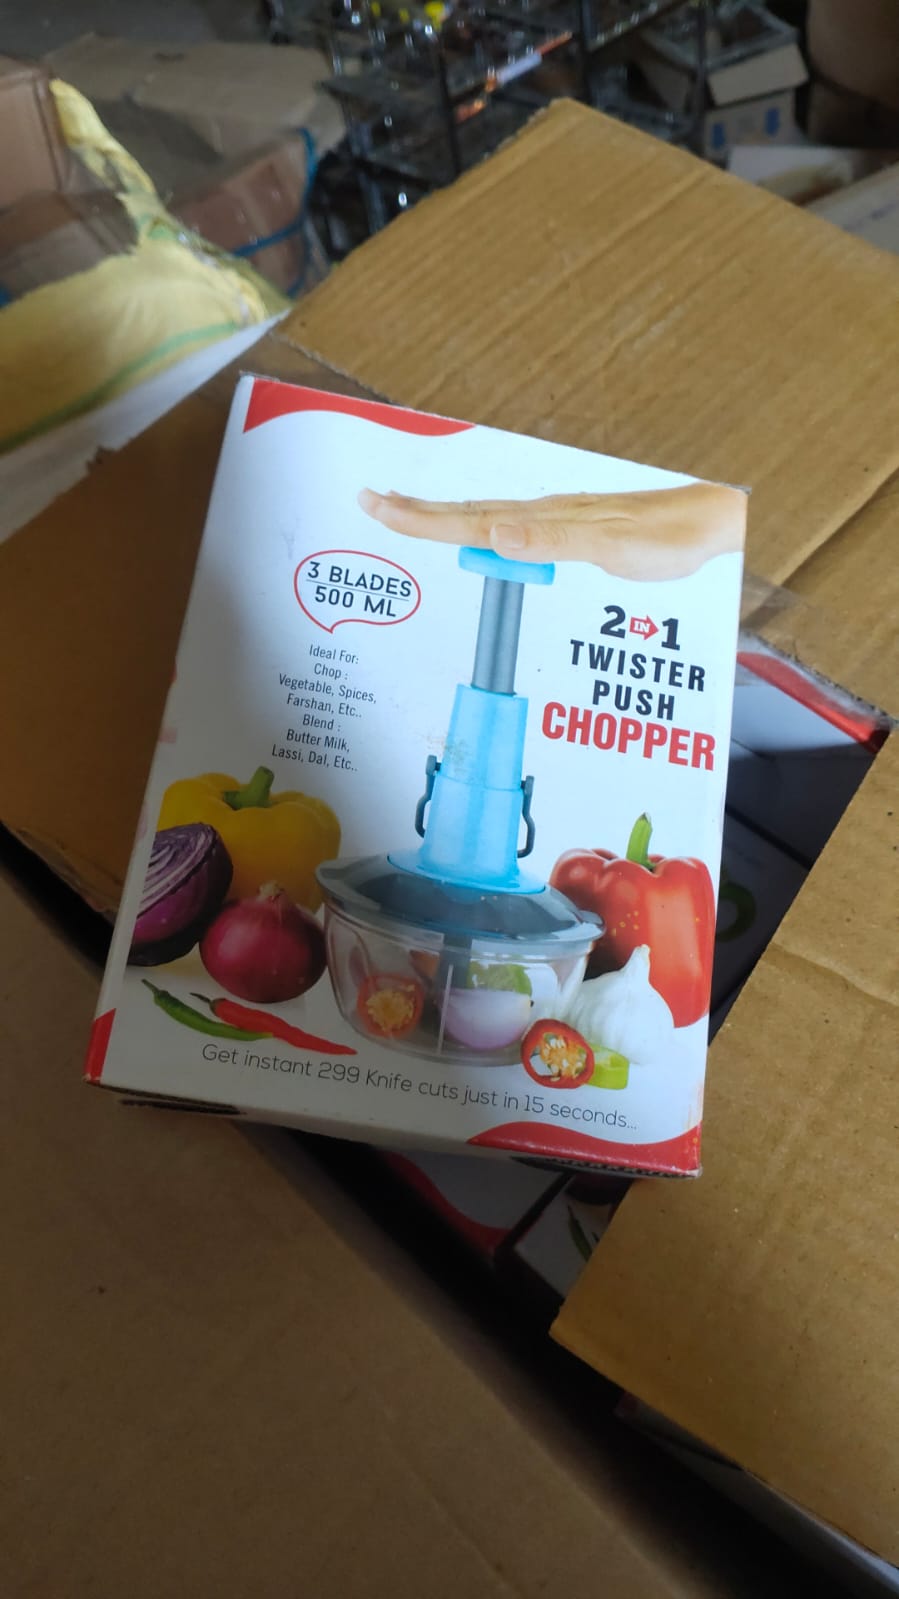 3 BLADES
500 ML
Ideal For:
Chop :
Vegetable, Spices,
Farshan, Etc..
Blend :
Butter Milk,
Lassi, Dal, Etc..
2 IN 1
TWISTER
PUSH
CHOPPER
Get instant 299 Knife cuts just in 15 seconds...